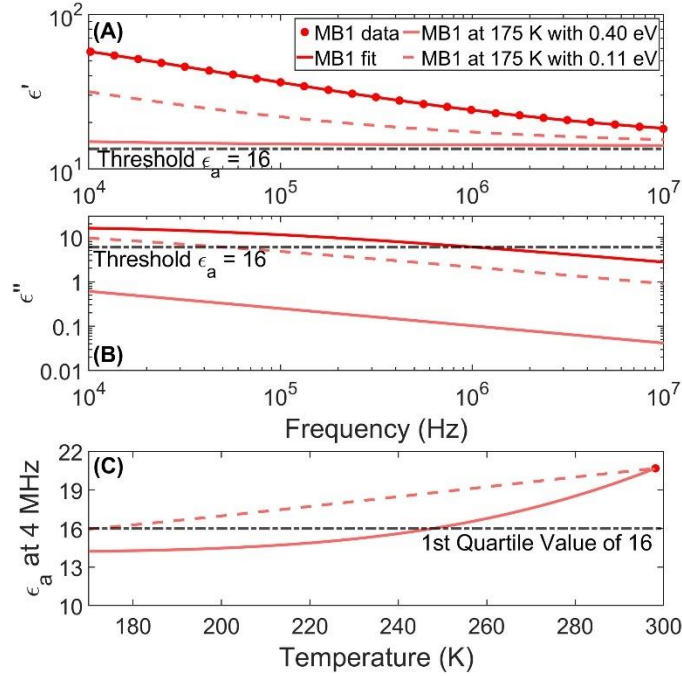 (A)
MB1 data
MB1 at 175 K with 0.40 eV
MB1 fit
MB1 at 175 K with 0.11 eV
10²
ϵ'
10¹
Threshold ϵₐ = 16
10⁴ 10⁵ 10⁶ 10⁷
10
1
0.1
0.01
ϵ"
Threshold ϵₐ = 16
(B)
10⁴ 10⁵ 10⁶ 10⁷
Frequency (Hz)
(C)
22
19
16
13
10
ϵₐ at 4 MHz
1st Quartile Value of 16
180 200 220 240 260 280 300
Temperature (K)